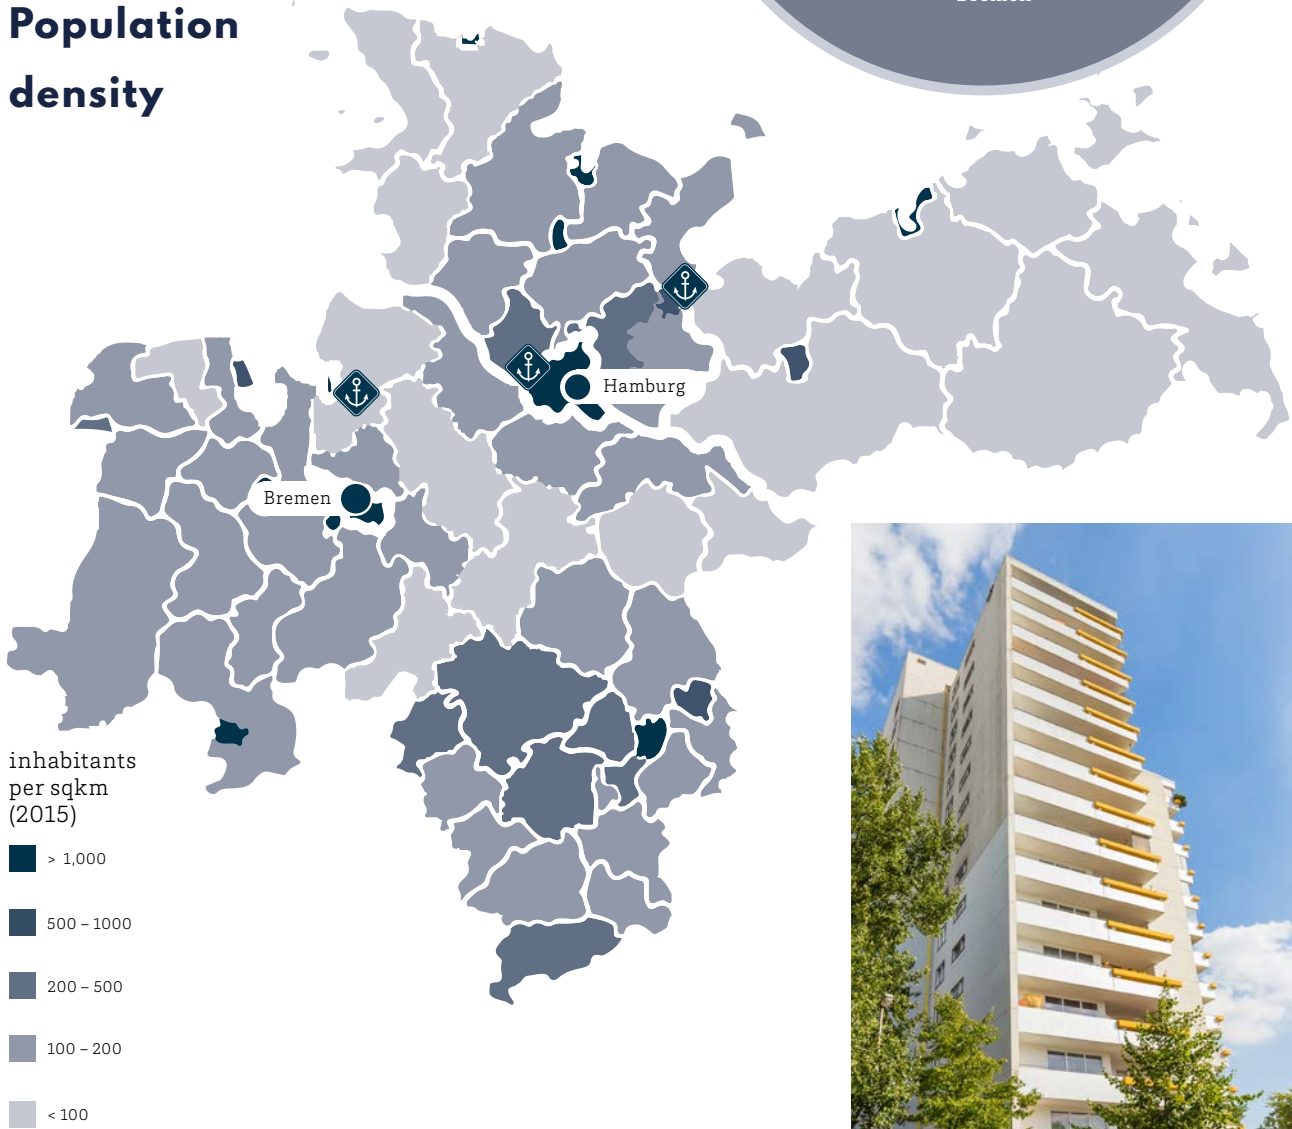 Population
density
Hamburg
Bremen
inhabitants
per sqkm
(2015)
> 1,000
500 – 1000
200 – 500
100 – 200
< 100